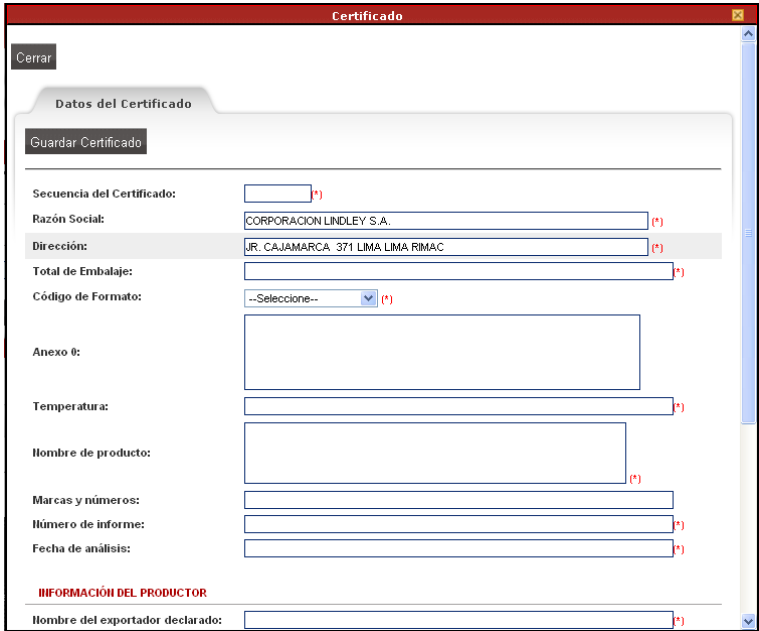 Certificado
Cerrar
Datos del Certificado
Guardar Certificado
Secuencia del Certificado: (*)
Razón Social: CORPORACION LINDLEY S.A. (*)
Dirección: JR. CAJAMARCA 371 LIMA LIMA RIMAC (*)
Total de Embalaje: (*)
Código de Formato: --Seleccione-- (*)
Anexo 0:
Temperatura: (*)
Nombre de producto: (*)
Marcas y números:
Número de informe: (*)
Fecha de análisis: (*)
INFORMACIÓN DEL PRODUCTOR
Nombre del exportador declarado: (*)